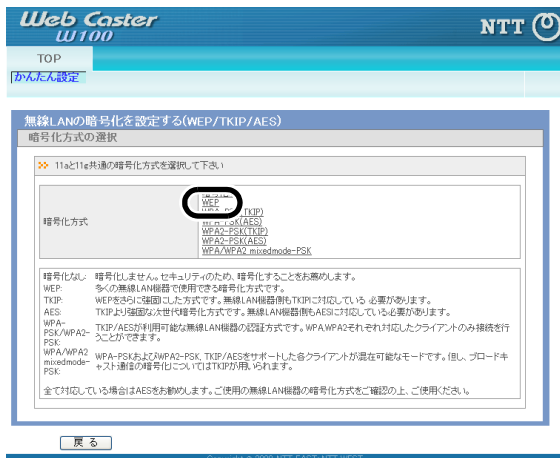 Web Caster
W100
NTT
TOP
かんたん設定
無線LANの暗号化を設定する(WEP/TKIP/AES)
暗号化方式の選択
11aと11g共通の暗号化方式を選択して下さい
暗号化方式
WEP
WPA-PSK(AES)
WPA2-PSK(TKIP)
WPA2-PSK(AES)
WPA/WPA2 mixedmode-PSK
暗号化なし: 暗号化しません。セキュリティのため、暗号化することをお薦めします。
WEP: 多くの無線LAN機器で使用できる暗号化方式です。
TKIP: WEPをさらに強固にした方式です。無線LAN機器側もTKIPに対応している 必要があります。
AES: TKIPより強固な次世代暗号化方式です。無線LAN機器側もAESに対応している必要があります。
WPA-PSK/WPA2-PSK: TKIP/AESが利用可能な無線LAN機器の認証方式です。WPA,WPA2それぞれ対応したクライアントのみ接続を行うことができます。
WPA/WPA2 mixedmode-PSK: WPA-PSKおよびWPA2-PSK, TKIP/AESをサポートした各クライアントが混在可能なモードです。但し、ブロードキャスト通信の暗号化についてはTKIPが用いられます。
全て対応している場合はAESをお勧めします。ご使用の無線LAN機器の暗号化方式をご確認の上、ご使用ください。
戻る